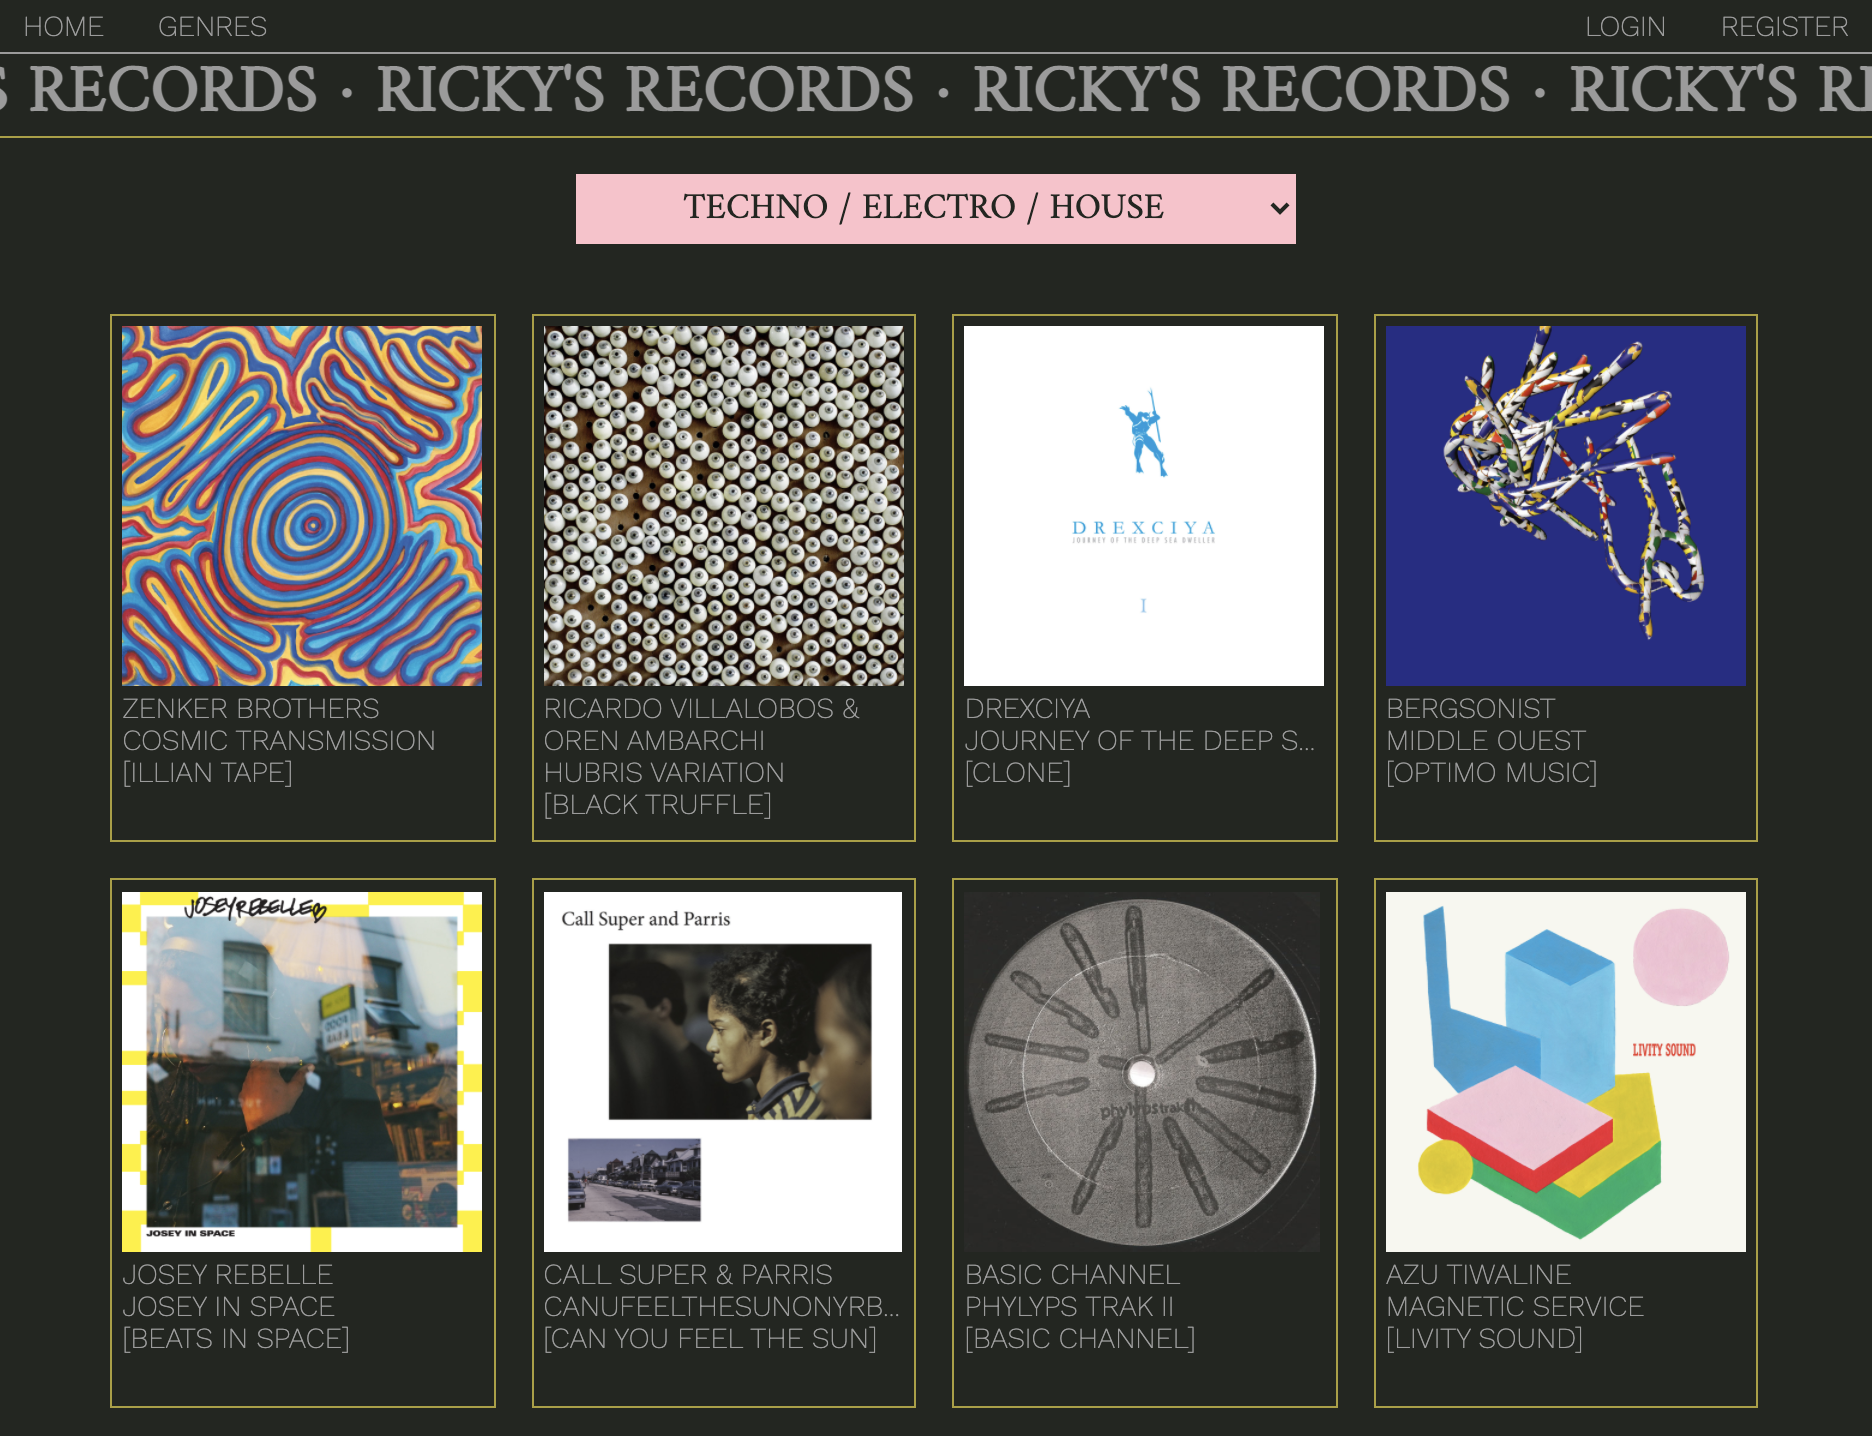 HOME GENRES LOGIN REGISTER
S RECORDS · RICKY'S RECORDS · RICKY'S RECORDS · RICKY'S RE
TECHNO / ELECTRO / HOUSE
DREXCIYA
JOURNEY OF THE DEEP SEA DWELLER
I
ZENKER BROTHERS
COSMIC TRANSMISSION
[ILLIAN TAPE]
RICARDO VILLALOBOS &
OREN AMBARCHI
HUBRIS VARIATION
[BLACK TRUFFLE]
DREXCIYA
JOURNEY OF THE DEEP S...
[CLONE]
BERGSONIST
MIDDLE OUEST
[OPTIMO MUSIC]
JOSEY REBELLE
JOSEY IN SPACE
Call Super and Parris
phylyps trak II
LIVITY SOUND
JOSEY REBELLE
JOSEY IN SPACE
[BEATS IN SPACE]
CALL SUPER & PARRIS
CANUFEELTHESUNONYRB...
[CAN YOU FEEL THE SUN]
BASIC CHANNEL
PHYLYPS TRAK II
[BASIC CHANNEL]
AZU TIWALINE
MAGNETIC SERVICE
[LIVITY SOUND]